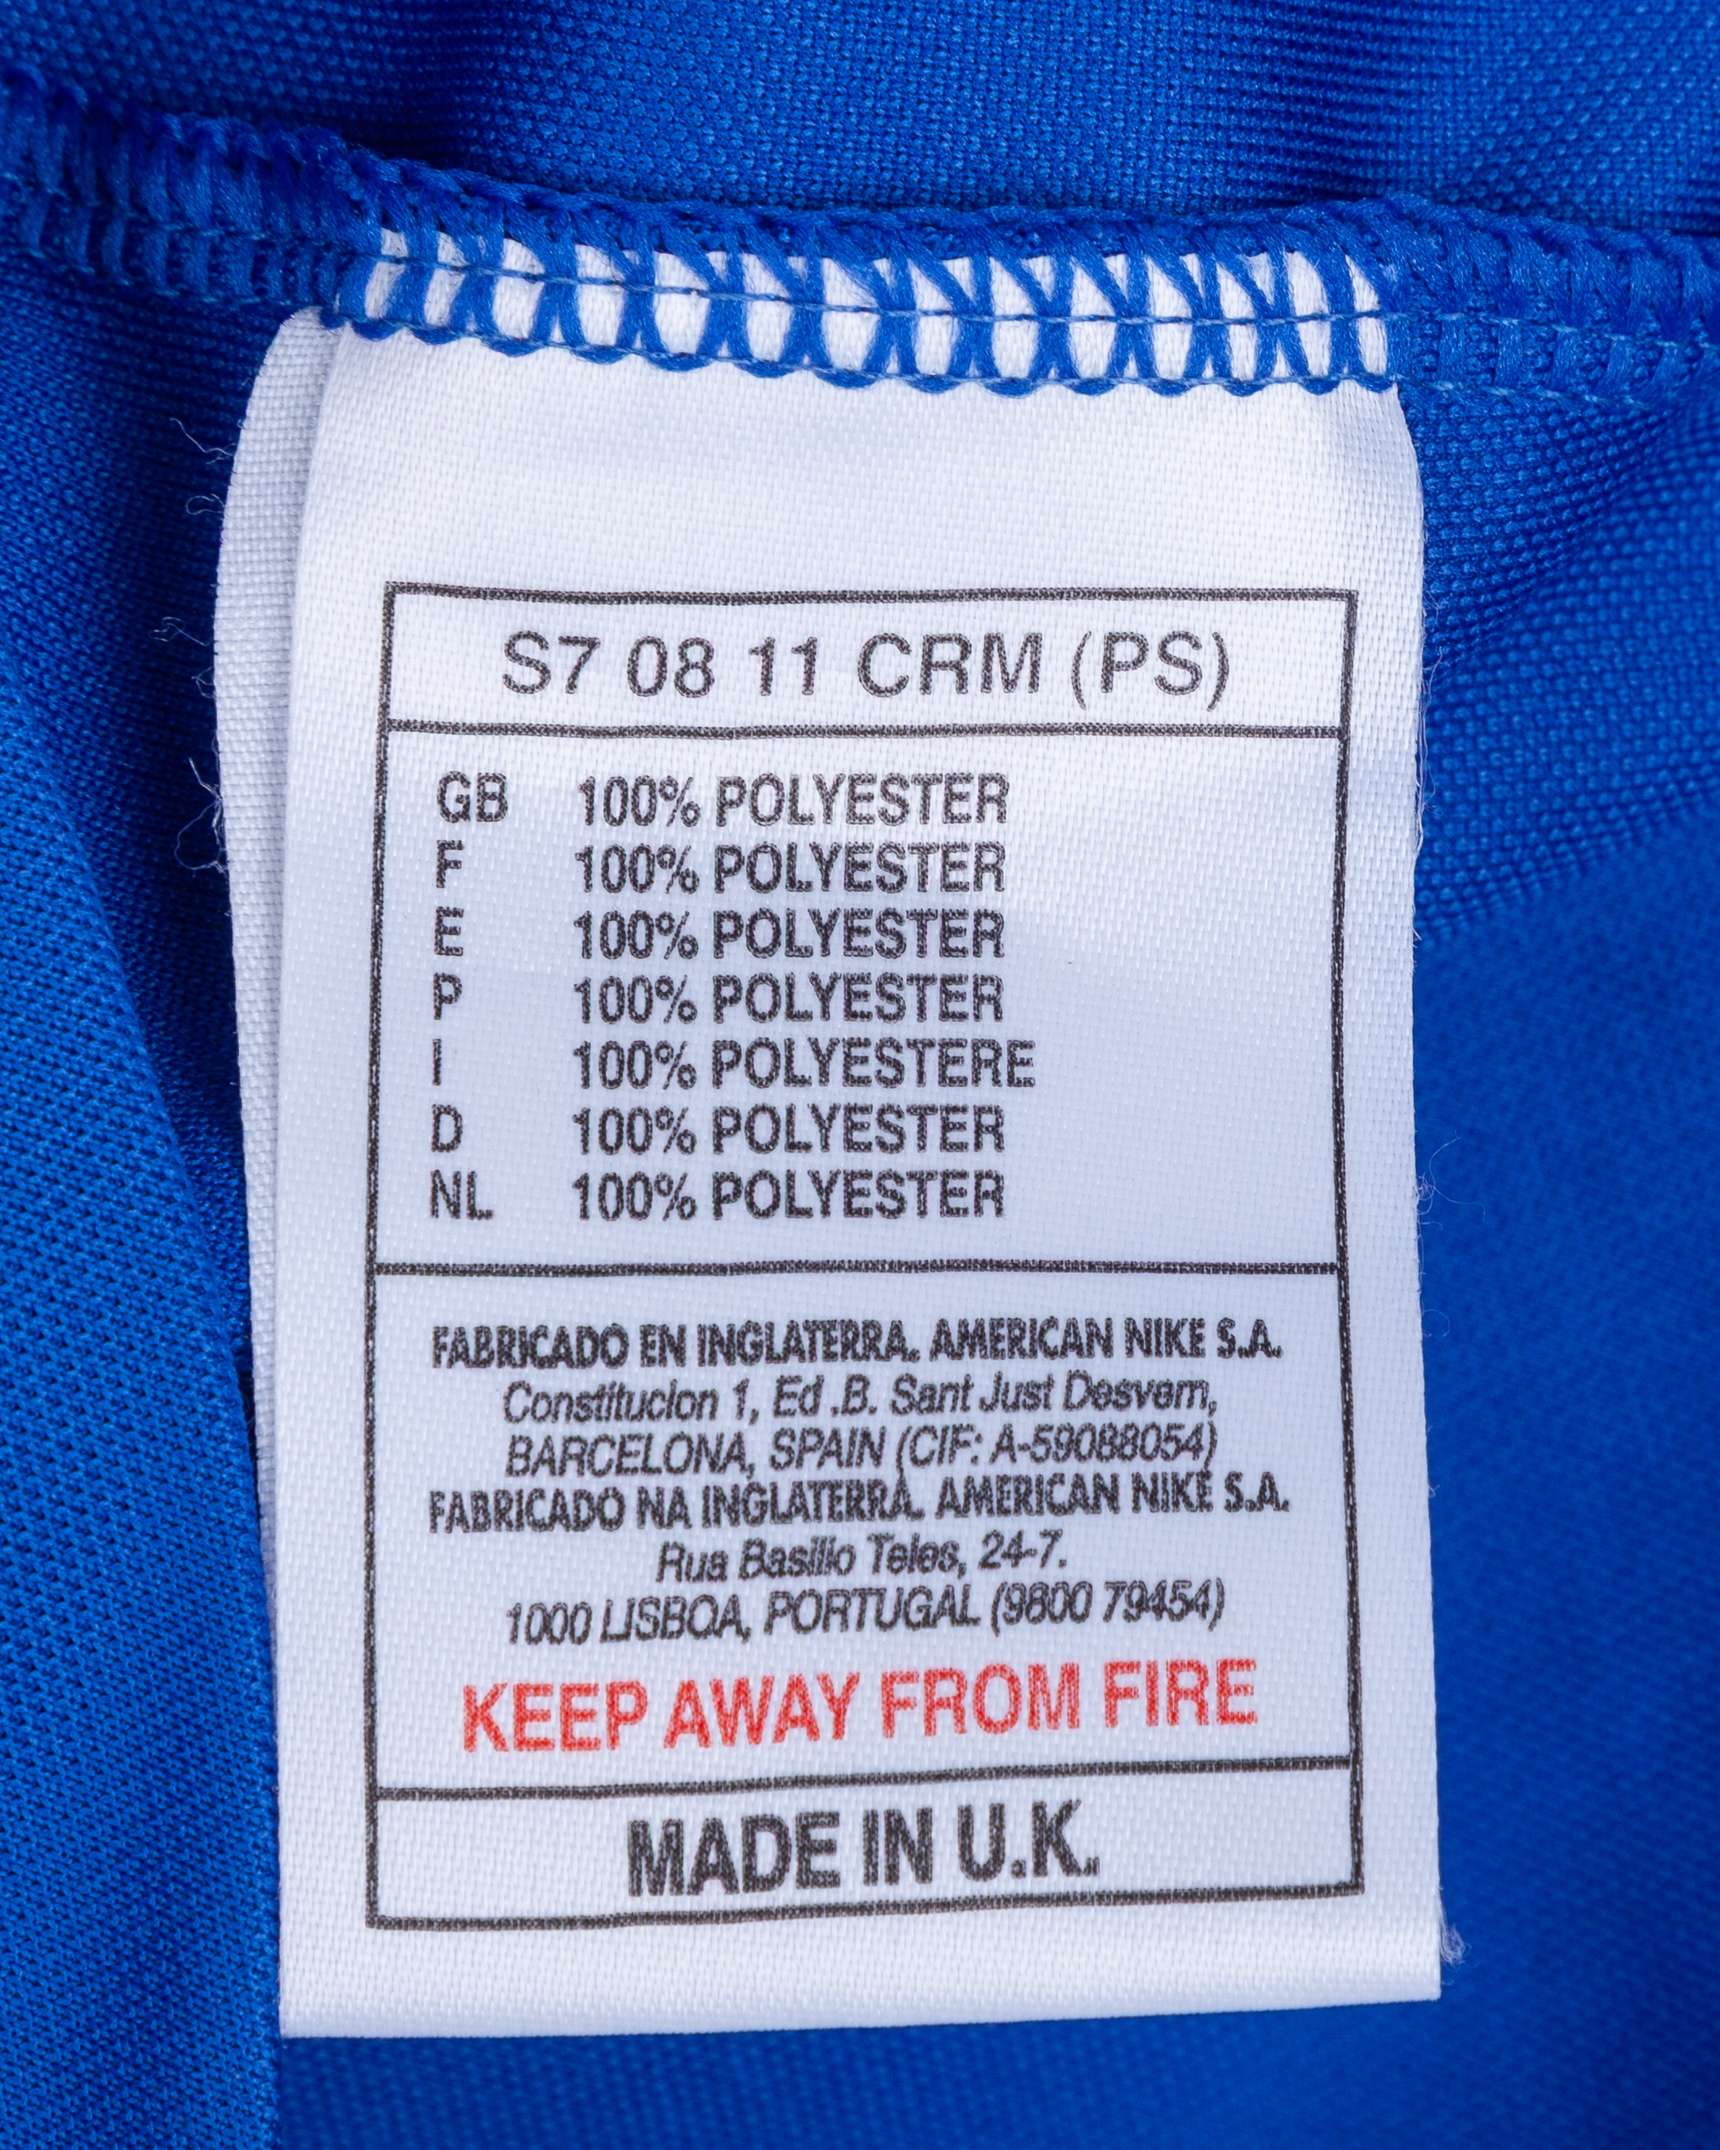 S7 08 11 CRM (PS)
GB 100% POLYESTER
F 100% POLYESTER
E 100% POLYESTER
P 100% POLYESTER
I 100% POLYESTERE
D 100% POLYESTER
NL 100% POLYESTER
FABRICADO EN INGLATERRA. AMERICAN NIKE S.A.
Constitucion 1, Ed .B. Sant Just Desvern,
BARCELONA, SPAIN (CIF: A-59088054)
FABRICADO NA INGLATERRA. AMERICAN NIKE S.A.
Rua Basilio Teles, 24-7.
1000 LISBOA, PORTUGAL (9800 79454)
KEEP AWAY FROM FIRE
MADE IN U.K.